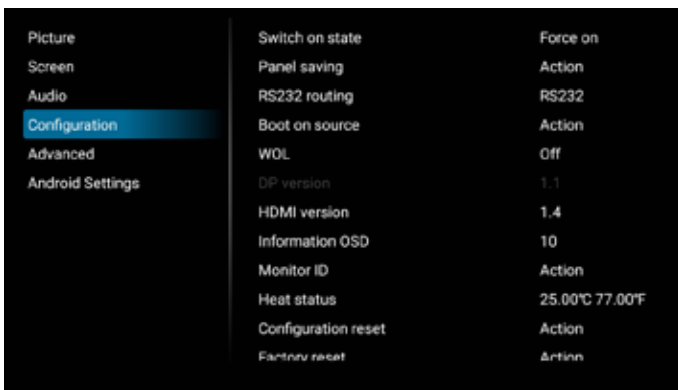 Picture
Screen
Audio
Configuration
Advanced
Android Settings
Switch on state Force on
Panel saving Action
RS232 routing RS232
Boot on source Action
WOL Off
DP version 1.1
HDMI version 1.4
Information OSD 10
Monitor ID Action
Heat status 25.00℃ 77.00℉
Configuration reset Action
Factory reset Action